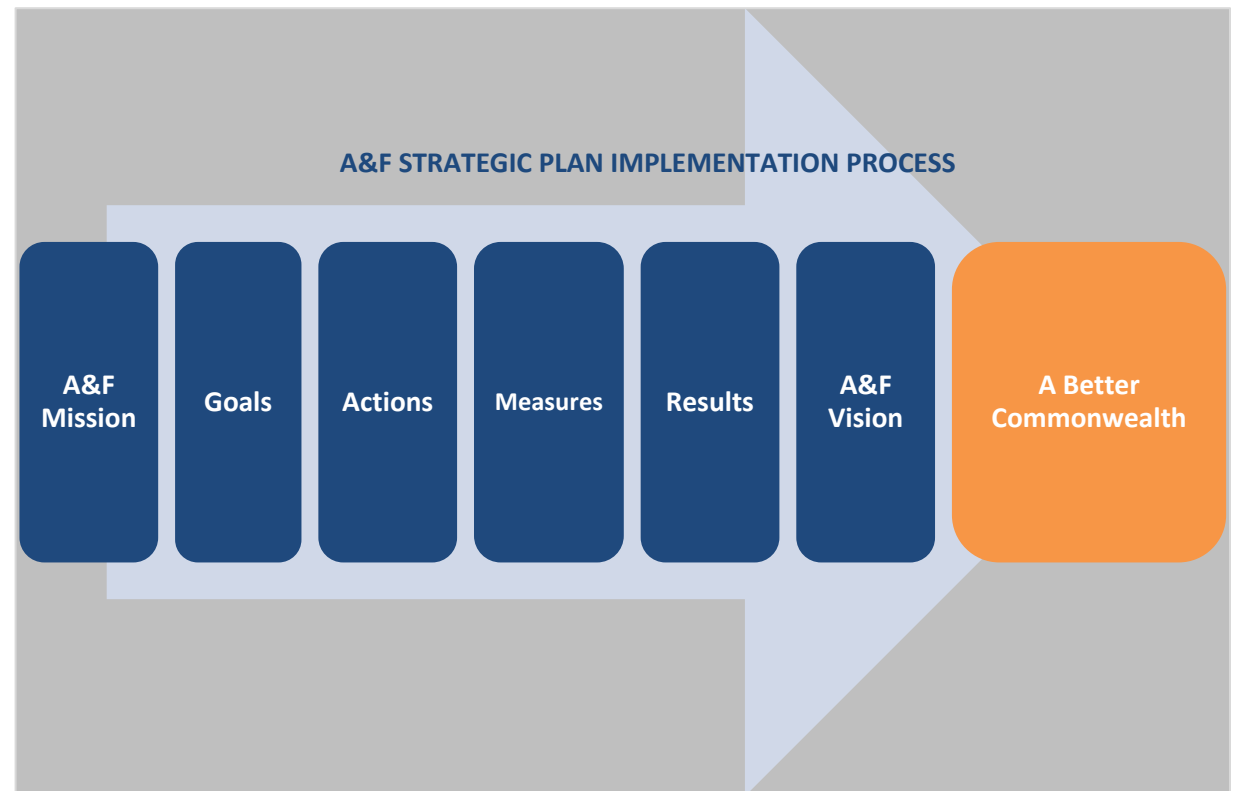 A&F STRATEGIC PLAN IMPLEMENTATION PROCESS
A&F
Mission
Goals
Actions
Measures
Results
A&F
Vision
A Better
Commonwealth